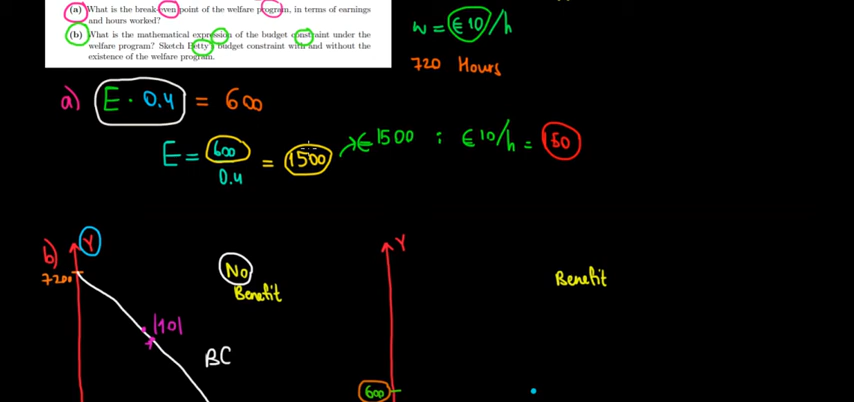 (a) What is the break-even point of the welfare program, in terms of earnings
and hours worked?
(b) What is the mathematical expression of the budget constraint under the
welfare program? Sketch Betty's budget constraint with and without the
existence of the welfare program.
w = €10/h
720 Hours
a) E · 0.4 = 600
E = 600/0.4 = 1500 → €1500 : €10/h = 150
b) Y
7200
No
Benefit
|10|
BC
Y
Benefit
600